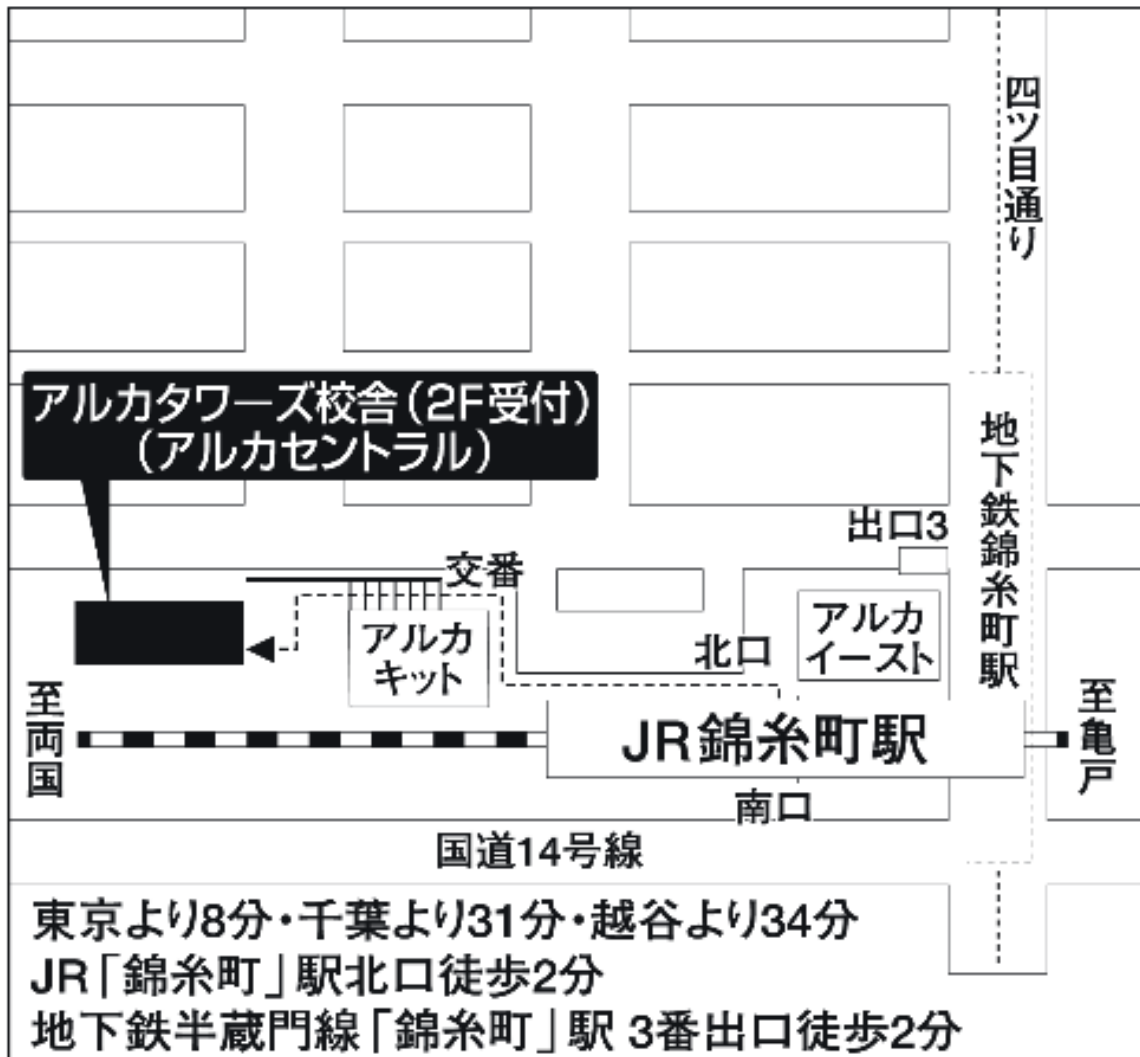 四ツ目通り
アルカタワーズ校舎(2F受付)
(アルカセントラル)
地下鉄錦糸町駅
出口3
交番
アルカ
キット
北口
アルカ
イースト
至両国
JR錦糸町駅
至亀戸
南口
国道14号線
東京より8分・千葉より31分・越谷より34分
JR「錦糸町」駅北口徒歩2分
地下鉄半蔵門線「錦糸町」駅 3番出口徒歩2分